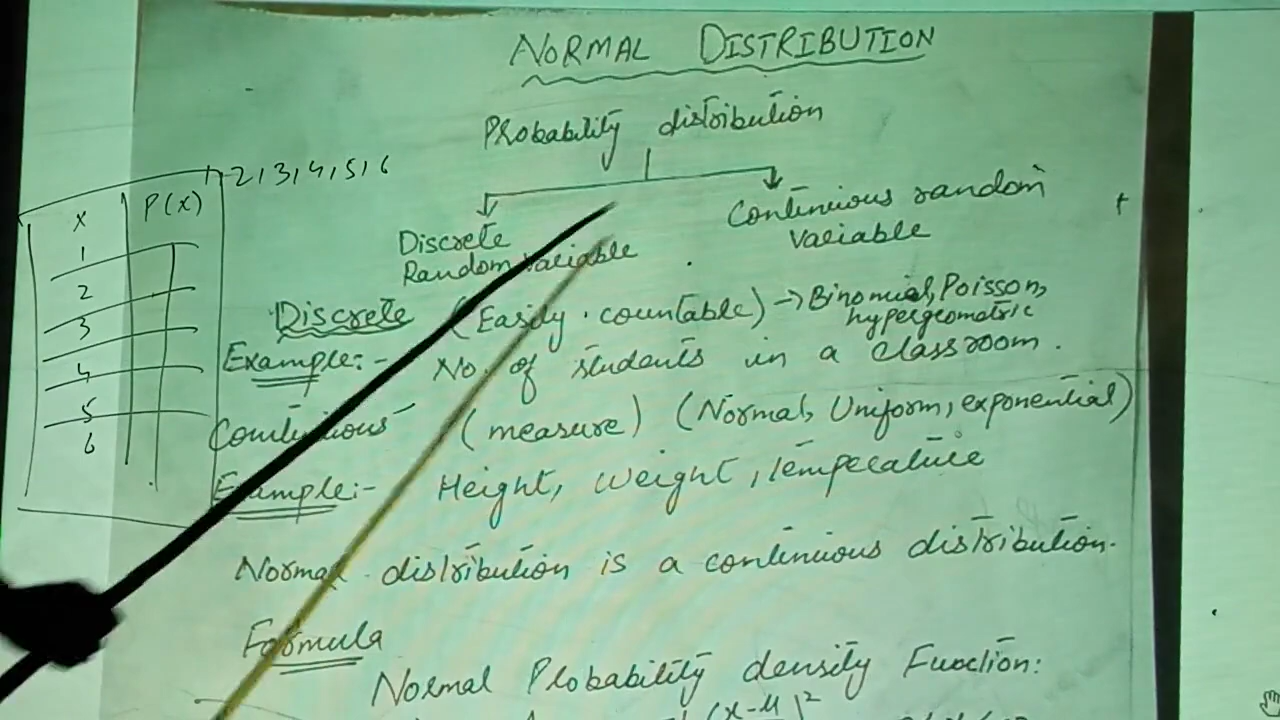 NORMAL DISTRIBUTION
Probability distribution
1,2,3,4,5,6
x P(x)
1
2
3
4
5
6
Discrete
Random variable
Continuous random
variable
Discrete (Easily countable) → Binomial, Poisson,
hypergeometric
Example:- No. of students in a classroom.
Continuous (measure) (Normal, Uniform, exponential)
Example:- Height, weight, Temperature
Normal distribution is a continuous distribution.
Formula
Normal Probability density Function:
(x-μ)²